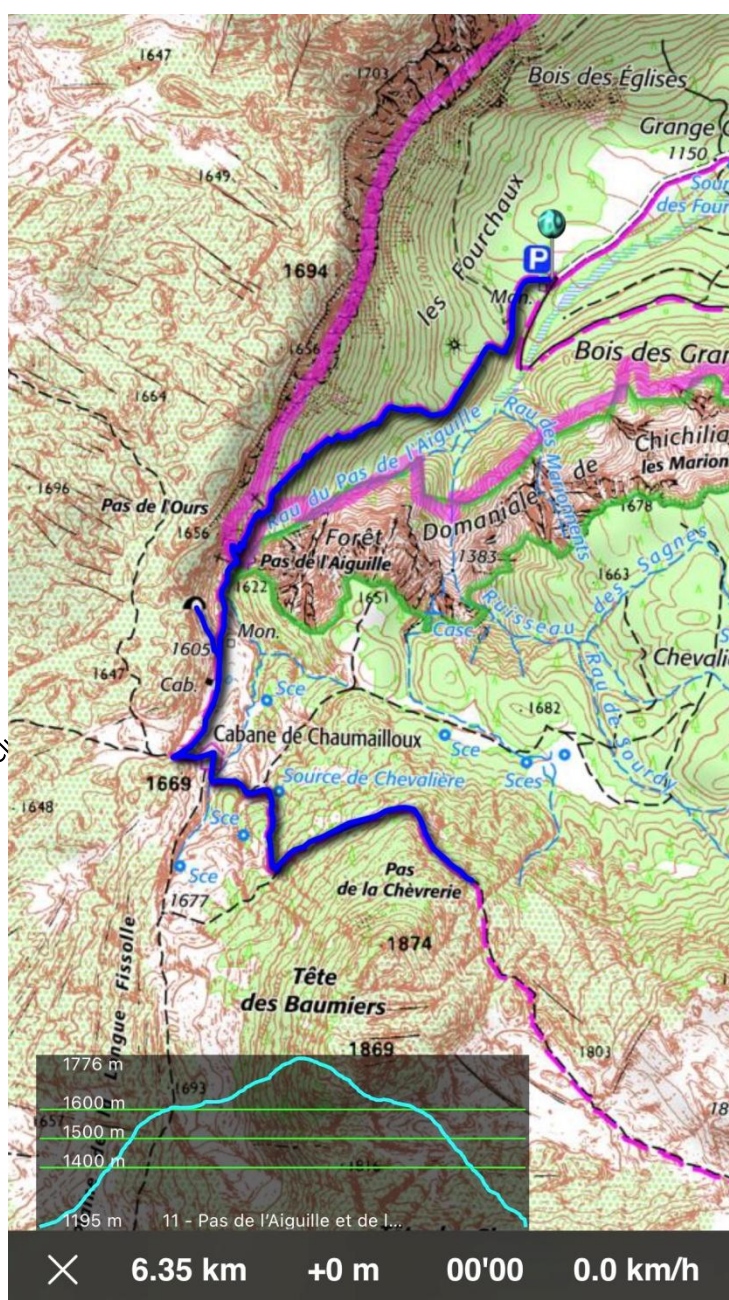 1647
1703
Bois des Églises
Grange
1150
1649
des Four
les Fourchaux
P
1694
Mon.
1656
Bois des Gran
1664
Rau du Pas de l'Aiguille
Rau des Marionnents
Chichilia
les Marion
1696
Pas de l'Ours
1678
1656
Forêt
Domaniale de
Pas de l'Aiguille
1383
1622
1663
1651
Ruisseau des Sagnes
1605
Mon.
Casc.
Chevali
1647
Cab.
Sce
1682
Rau de Souray
Cabane de Chaumailloux
Sce
Sces
1669
Source de Chevalière
1648
Sce
Sce
Pas
de la Chèvrerie
1677
1874
Tête
des Baumiers
Longue Fissolle
1869
1803
1776 m
1693
1600 m
1500 m
1400 m
1195 m
11 - Pas de l'Aiguille et de l...
6.35 km
+0 m
00'00
0.0 km/h